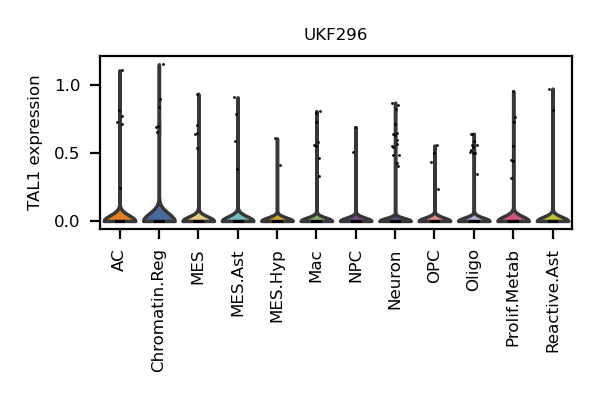 UKF296
TAL1 expression
1.0
0.5
0.0
AC
Chromatin.Reg
MES
MES.Ast
MES.Hyp
Mac
NPC
Neuron
OPC
Oligo
Prolif.Metab
Reactive.Ast